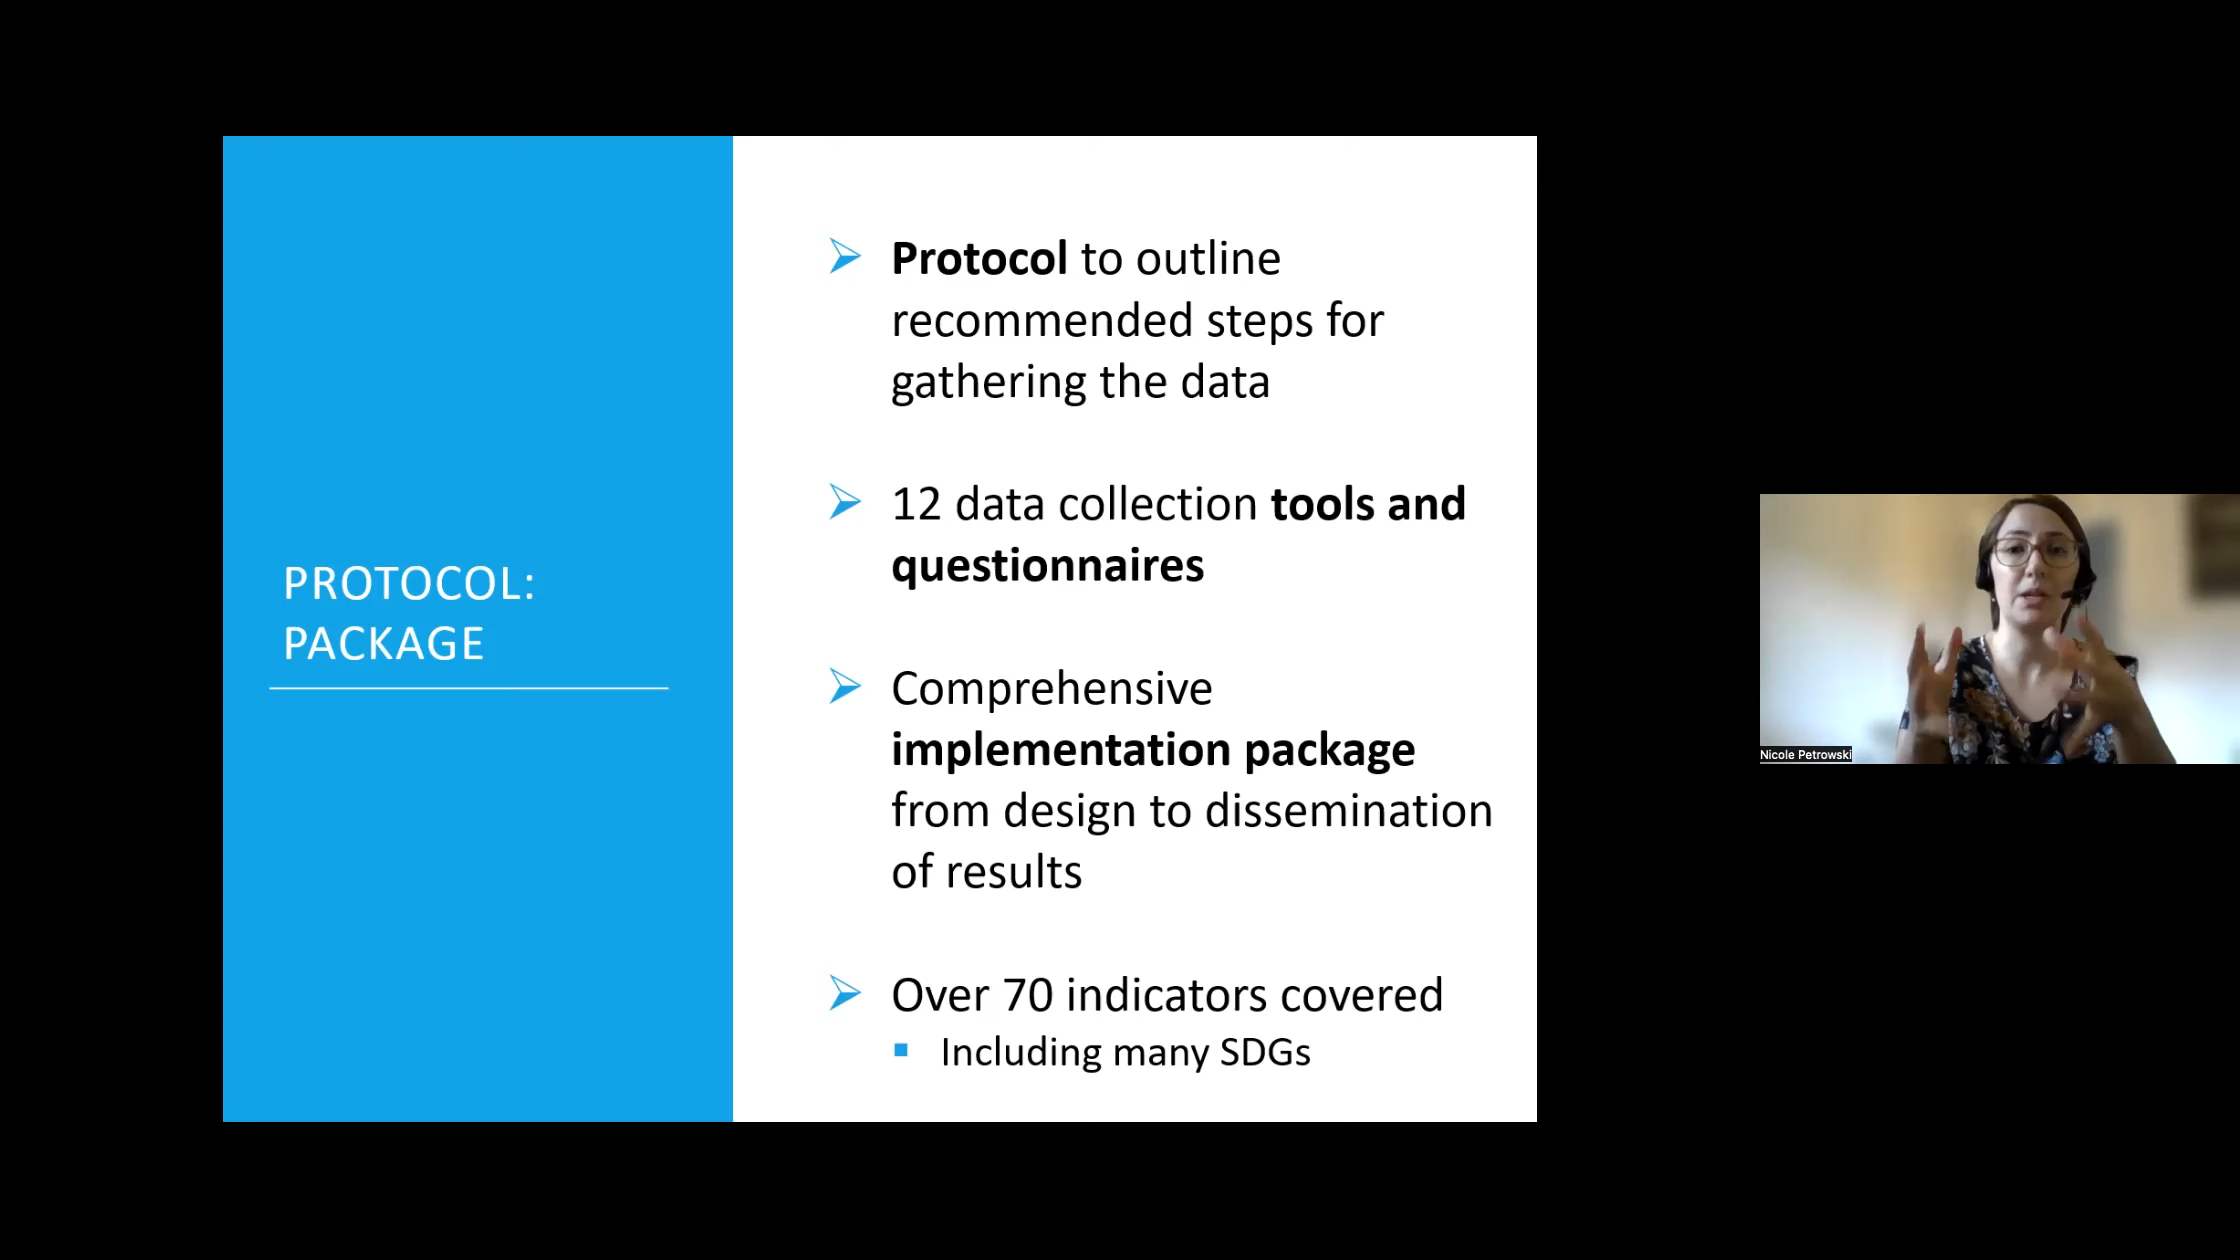 PROTOCOL:
PACKAGE
Protocol to outline
recommended steps for
gathering the data
12 data collection tools and
questionnaires
Comprehensive
implementation package
from design to dissemination
of results
Over 70 indicators covered
Including many SDGs
Nicole Petrowski